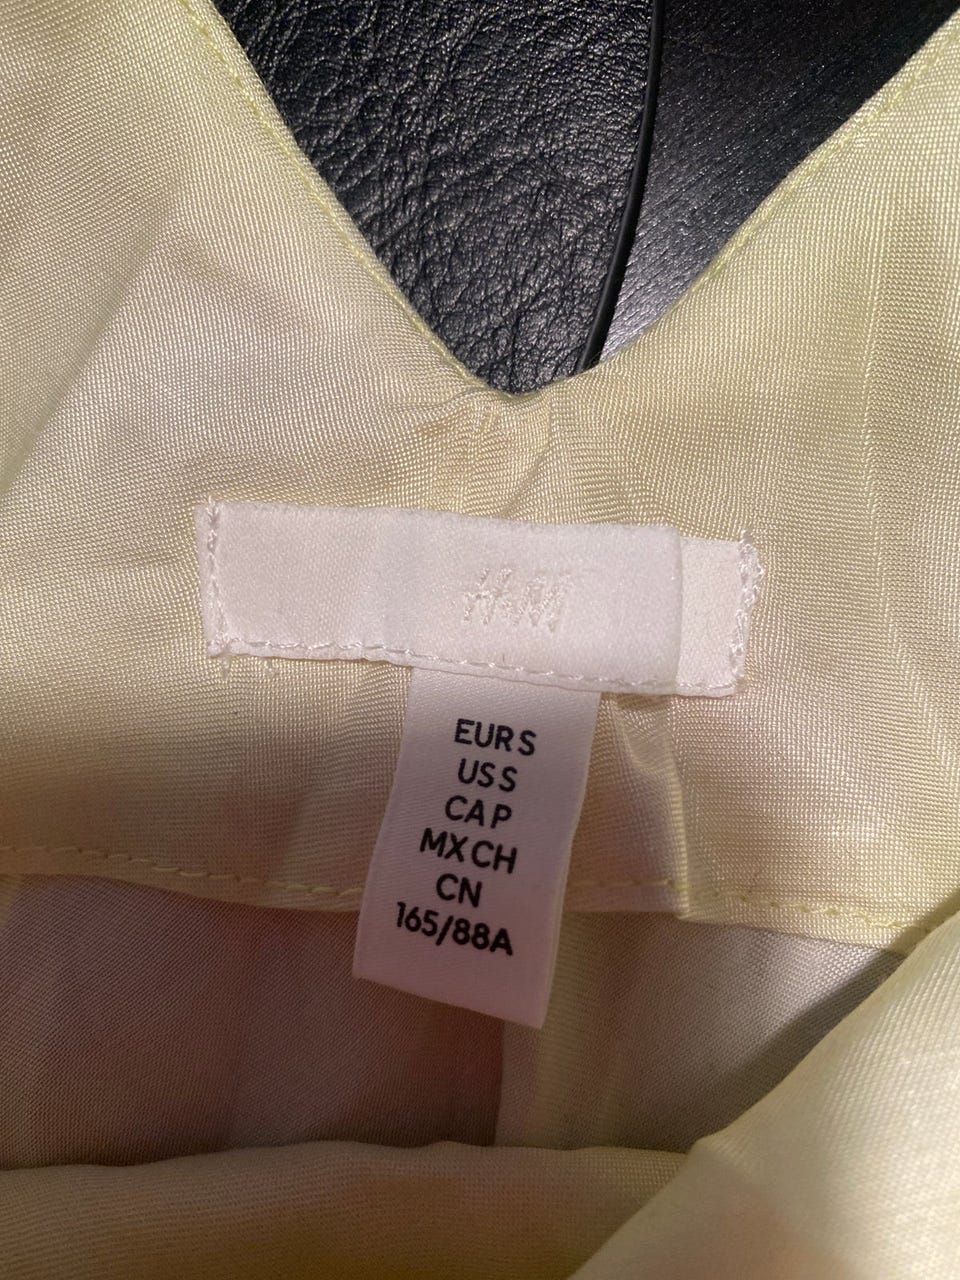 H&M
EUR S
US S
CA P
MX CH
CN
165/88A